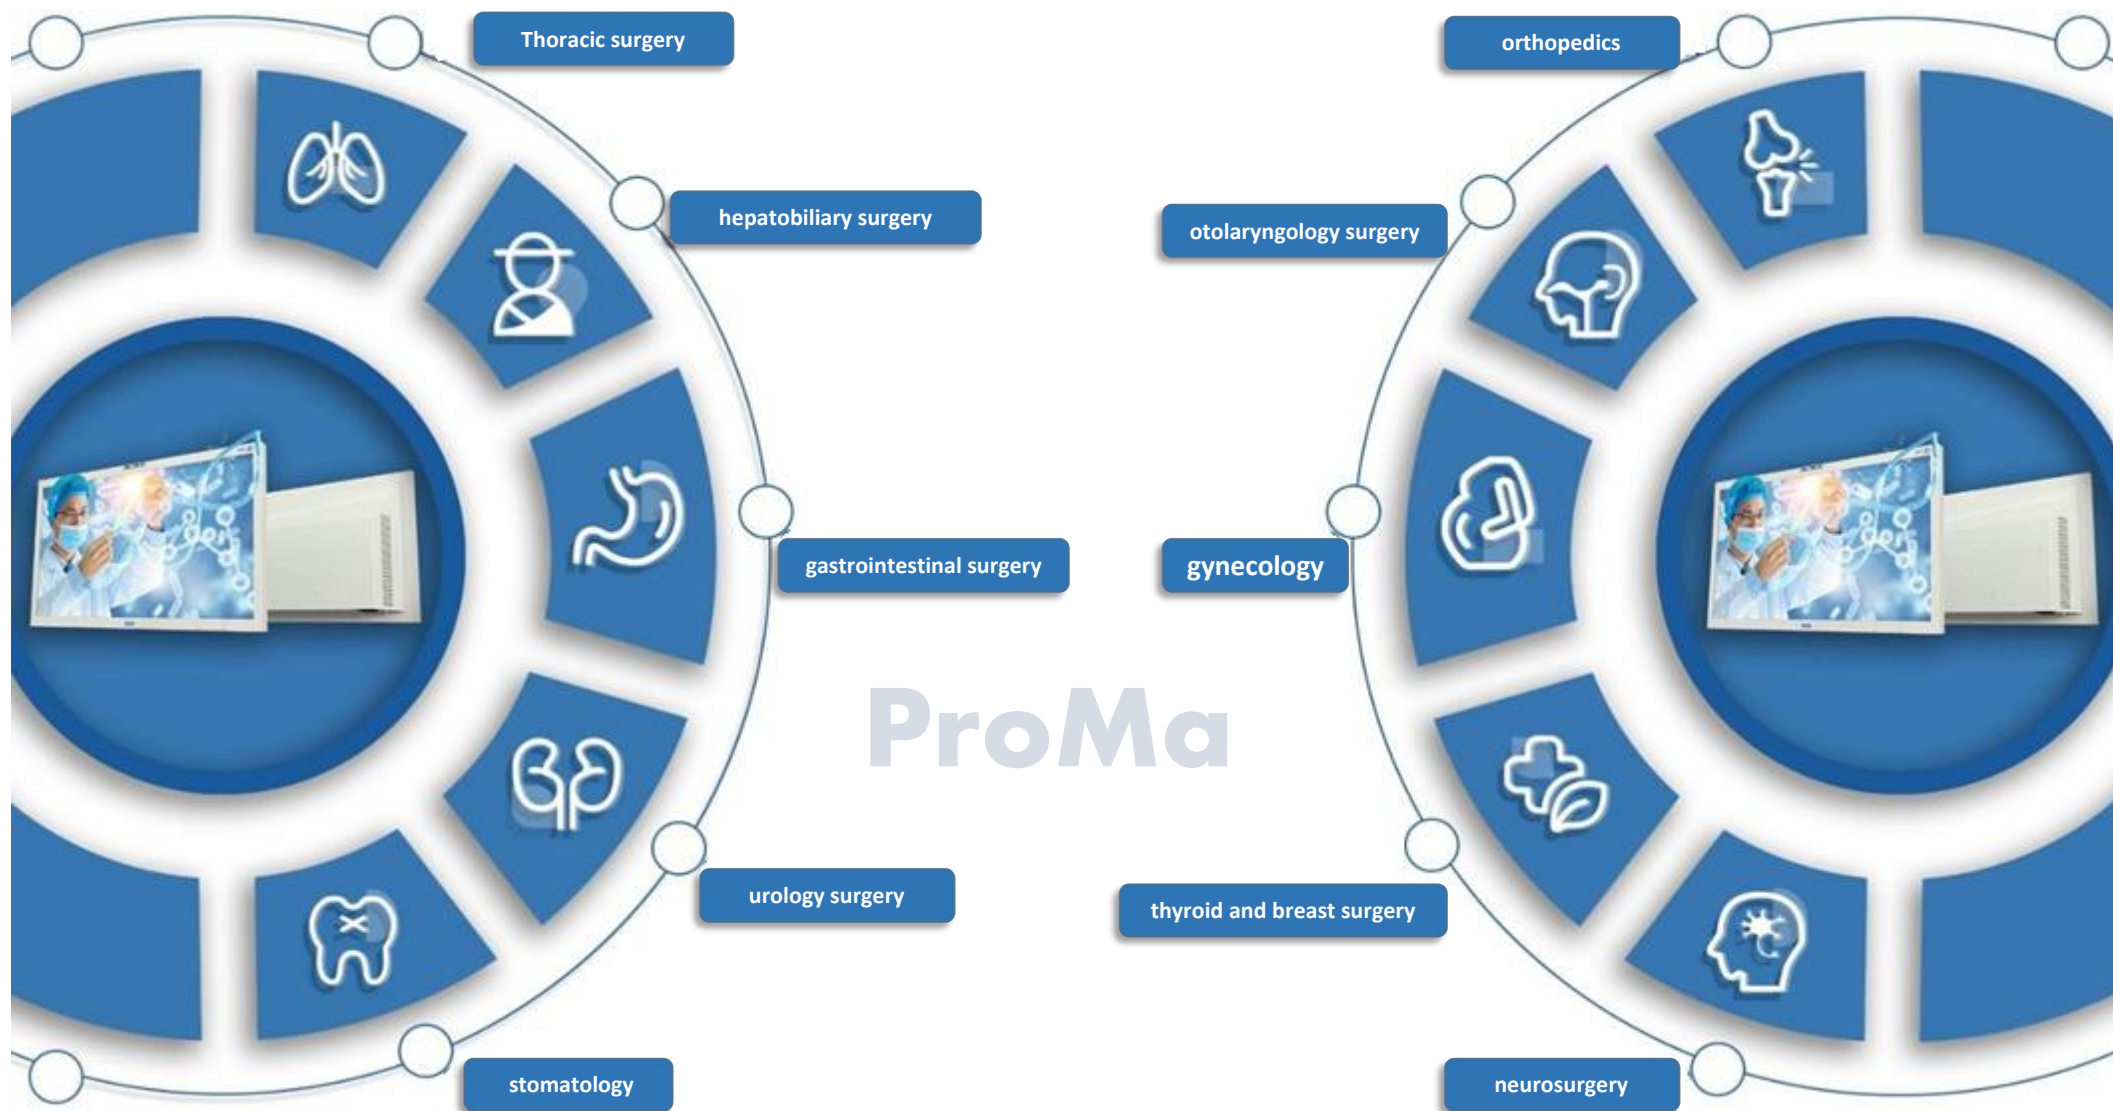 Thoracic surgery
orthopedics
hepatobiliary surgery
otolaryngology surgery
gastrointestinal surgery
gynecology
ProMa
urology surgery
thyroid and breast surgery
stomatology
neurosurgery